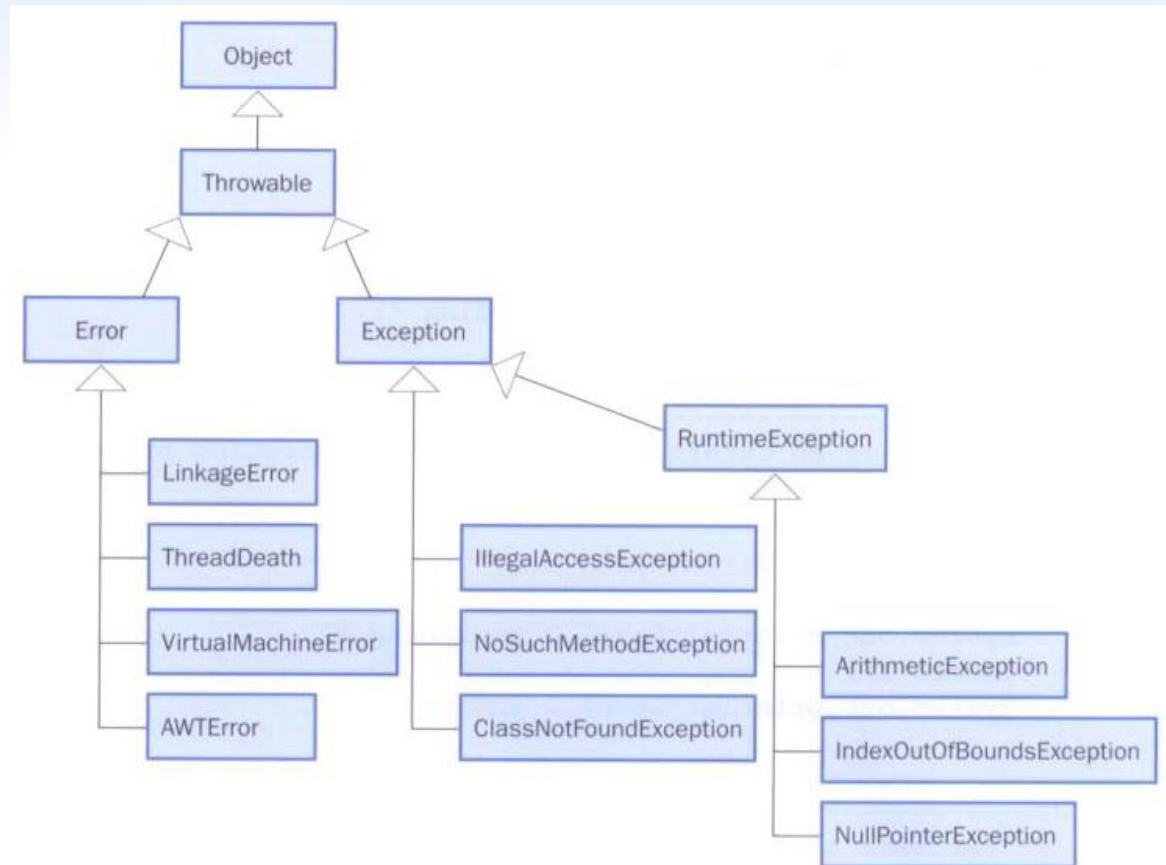 Object
Throwable
Error
Exception
RuntimeException
LinkageError
ThreadDeath
VirtualMachineError
AWTError
IllegalAccessException
NoSuchMethodException
ClassNotFoundException
ArithmeticException
IndexOutOfBoundsException
NullPointerException